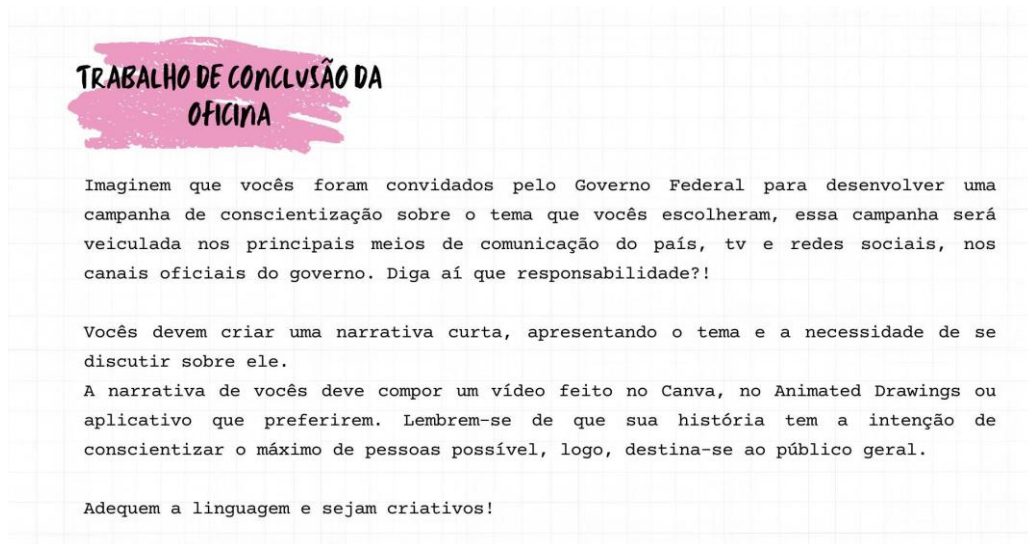 TRABALHO DE CONCLUSÃO DA
OFICINA
Imaginem que vocês foram convidados pelo Governo Federal para desenvolver uma
campanha de conscientização sobre o tema que vocês escolheram, essa campanha será
veiculada nos principais meios de comunicação do país, tv e redes sociais, nos
canais oficiais do governo. Diga aí que responsabilidade?!
Vocês devem criar uma narrativa curta, apresentando o tema e a necessidade de se
discutir sobre ele.
A narrativa de vocês deve compor um vídeo feito no Canva, no Animated Drawings ou
aplicativo que preferirem. Lembrem-se de que sua história tem a intenção de
conscientizar o máximo de pessoas possível, logo, destina-se ao público geral.
Adequem a linguagem e sejam criativos!